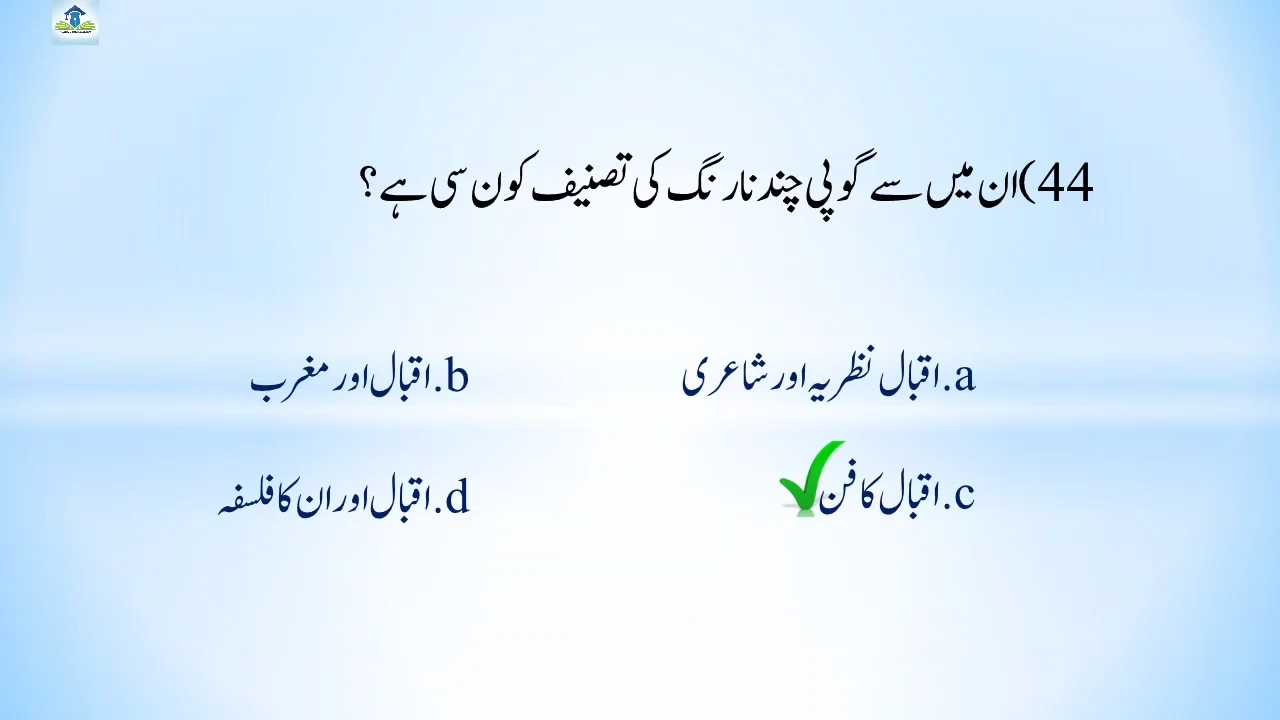 44)ان میں سے گوپی چند نارنگ کی تصنیف کون سی ہے؟
a.اقبال نظریہ اور شاعری
b.اقبال اور مغرب
c.اقبال کا فن
d.اقبال اور ان کا فلسفہ